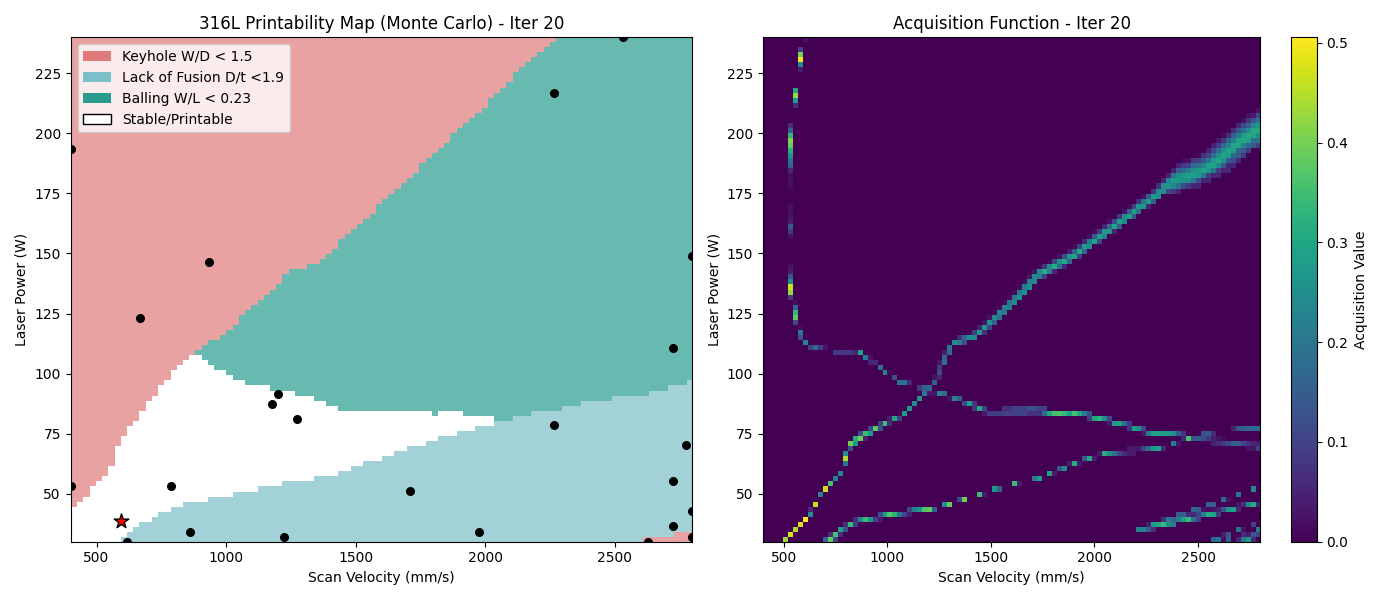 316L Printability Map (Monte Carlo) - Iter 20
Keyhole W/D < 1.5
Lack of Fusion D/t <1.9
Balling W/L < 0.23
Stable/Printable
225
200
175
150
125
100
75
50
Laser Power (W)
500
1000
1500
2000
2500
Scan Velocity (mm/s)
Acquisition Function - Iter 20
225
200
175
150
125
100
75
50
Laser Power (W)
500
1000
1500
2000
2500
Scan Velocity (mm/s)
0.5
0.4
0.3
0.2
0.1
0.0
Acquisition Value